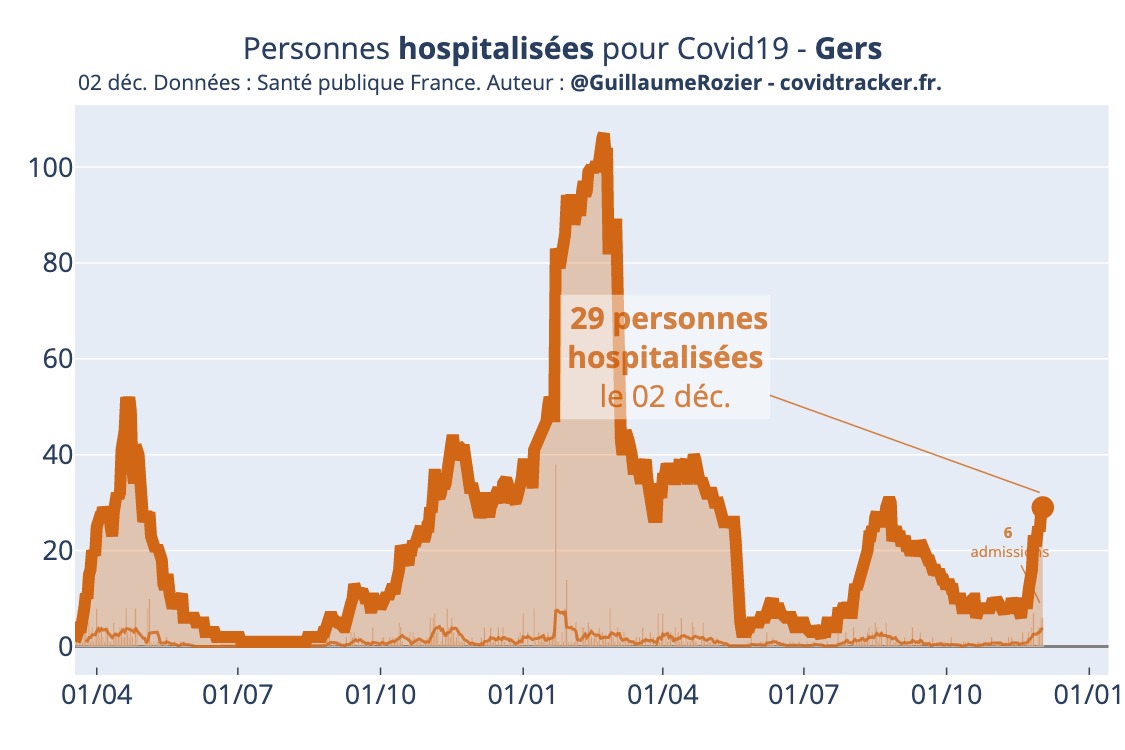 Personnes hospitalisées pour Covid19 - Gers
02 déc. Données : Santé publique France. Auteur : @GuillaumeRozier - covidtracker.fr.
100
80
60
40
20
0
29 personnes
hospitalisées
le 02 déc.
6
admissions
01/04 01/07 01/10 01/01 01/04 01/07 01/10 01/01